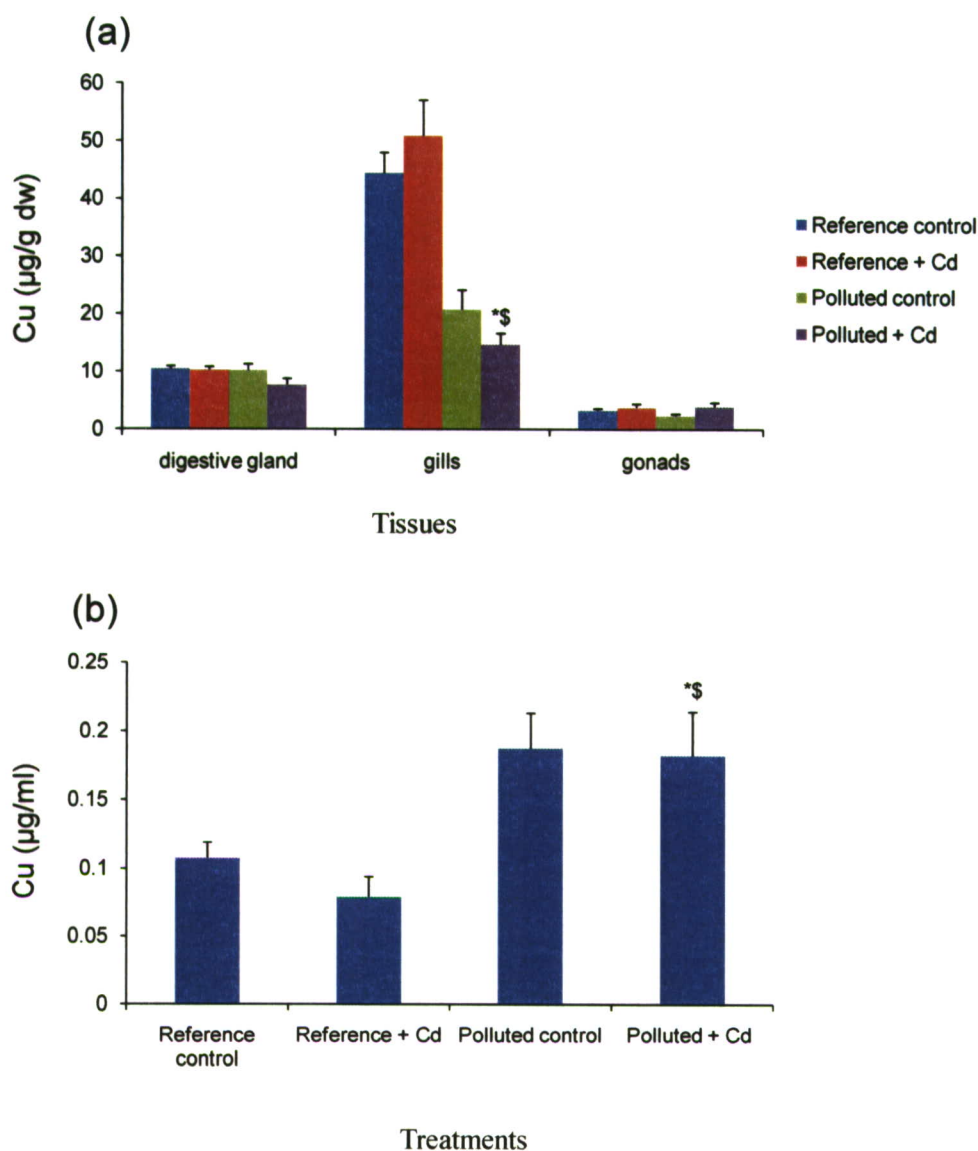 (a)
Cu (µg/g dw)
60
50
40
30
20
10
0
*$
Reference control
Reference + Cd
Polluted control
Polluted + Cd
digestive gland
gills
gonads
Tissues
(b)
Cu (µg/ml)
0.25
0.2
0.15
0.1
0.05
0
*$
Reference control
Reference + Cd
Polluted control
Polluted + Cd
Treatments